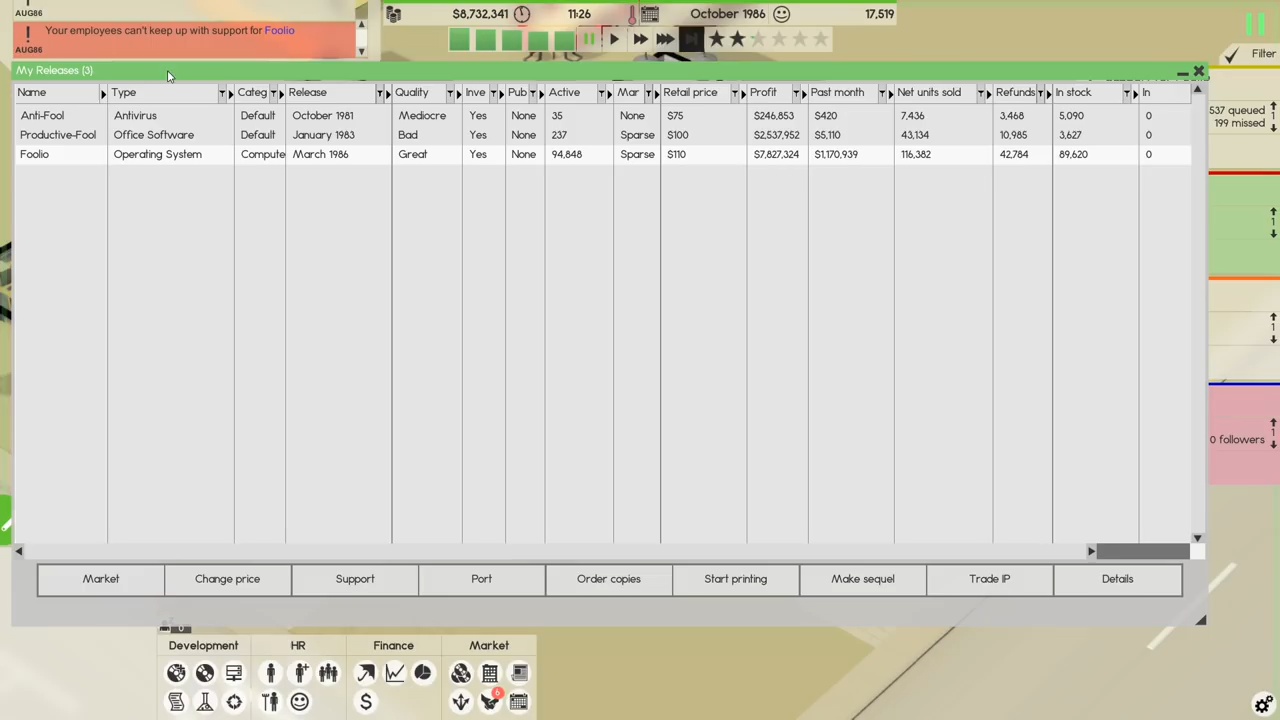 AUG86
$8,732,341 11:26 October 1986 17,519
Your employees can't keep up with support for Foolio
AUG86
Filter
My Releases (3)
Name Type Categ Release Quality Inve Pub Active Mar Retail price Profit Past month Net units sold Refunds In stock In
Anti-Fool Antivirus Default October 1981 Mediocre Yes None 35 None $75 $246,853 $420 7,436 3,468 5,090 0
Productive-Fool Office Software Default January 1983 Bad Yes None 237 Sparse $100 $2,537,952 $5,110 43,134 10,985 3,627 0
Foolio Operating System Compute March 1986 Great Yes None 94,848 Sparse $110 $7,827,324 $1,170,939 116,382 42,784 89,620 0
537 queued
199 missed
1
1
1
0 followers
Market Change price Support Port Order copies Start printing Make sequel Trade IP Details
Development HR Finance Market
6